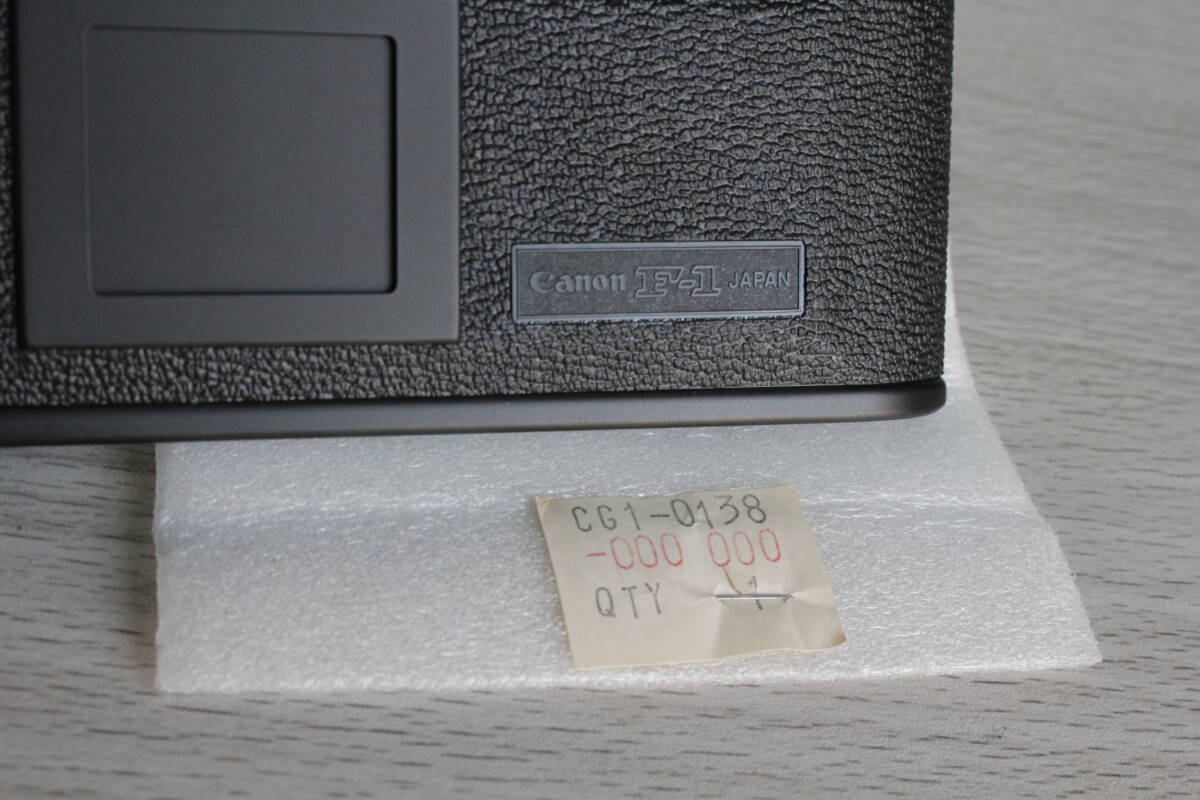 Canon F-1 JAPAN
CG1-0138
-000 000
QTY 1